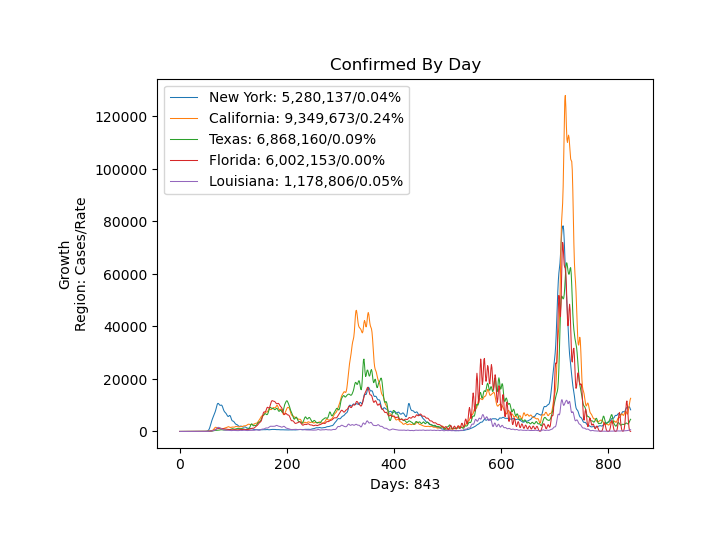 Confirmed By Day
New York: 5,280,137/0.04%
California: 9,349,673/0.24%
Texas: 6,868,160/0.09%
Florida: 6,002,153/0.00%
Louisiana: 1,178,806/0.05%
120000
100000
80000
60000
40000
20000
0
Growth
Region: Cases/Rate
0 200 400 600 800
Days: 843